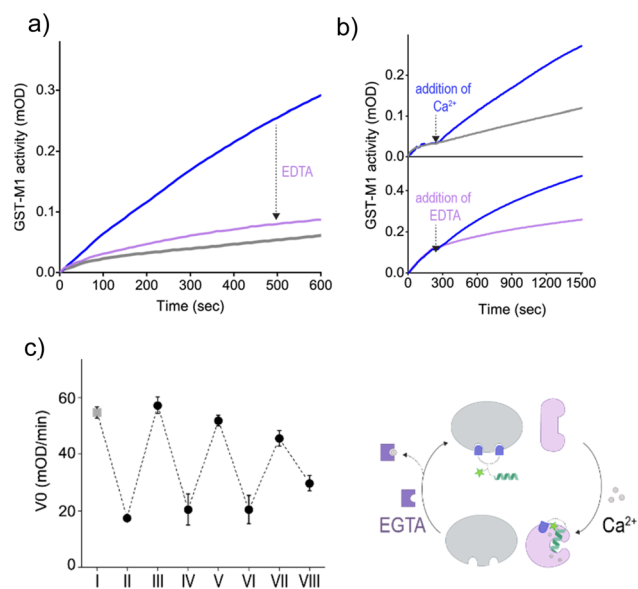 a)
GST-M1 activity (mOD)
0.3
0.2
0.1
0.0
EDTA
0 100 200 300 400 500 600
Time (sec)
b)
GST-M1 activity (mOD)
0.2
0.1
0.0
addition of
Ca²⁺
0.4
0.2
0.0
addition of
EDTA
0 300 600 900 1200 1500
Time (sec)
c)
V0 (mOD/min)
60
40
20
0
I II III IV V VI VII VIII
EGTA
Ca²⁺